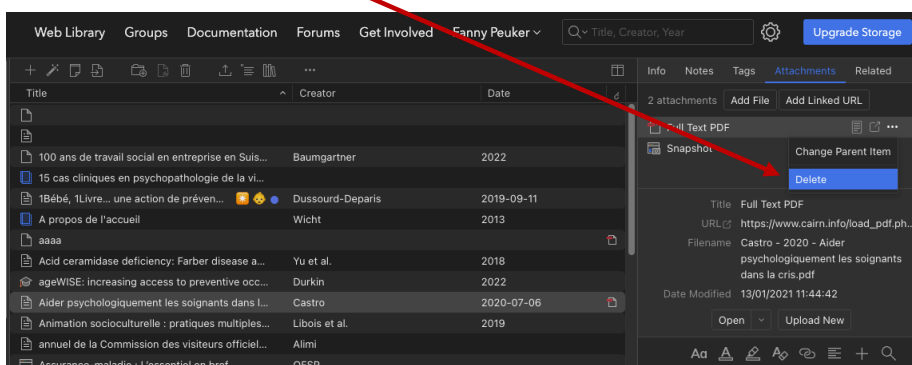 Web Library Groups Documentation Forums Get Involved Fanny Peuker Title, Creator, Year Upgrade Storage
Info Notes Tags Attachments Related
Title Creator Date
2 attachments Add File Add Linked URL
Full Text PDF
Snapshot
Change Parent Item
Delete
100 ans de travail social en entreprise en Suis... Baumgartner 2022
15 cas cliniques en psychopathologie de la vi...
1Bébé, 1Livre... une action de préven... Dussourd-Deparis 2019-09-11
A propos de l'accueil Wicht 2013
aaaa
Acid ceramidase deficiency: Farber disease a... Yu et al. 2018
ageWISE: increasing access to preventive occ... Durkin 2022
Aider psychologiquement les soignants dans l... Castro 2020-07-06
Animation socioculturelle : pratiques multiples... Libois et al. 2019
annuel de la Commission des visiteurs officiel... Alimi
Assurance-maladie : L'essentiel en bref OFSP
Title Full Text PDF
URL https://www.cairn.info/load_pdf.ph...
Filename Castro - 2020 - Aider
psychologiquement les soignants
dans la cris.pdf
Date Modified 13/01/2021 11:44:42
Open Upload New
Aa A